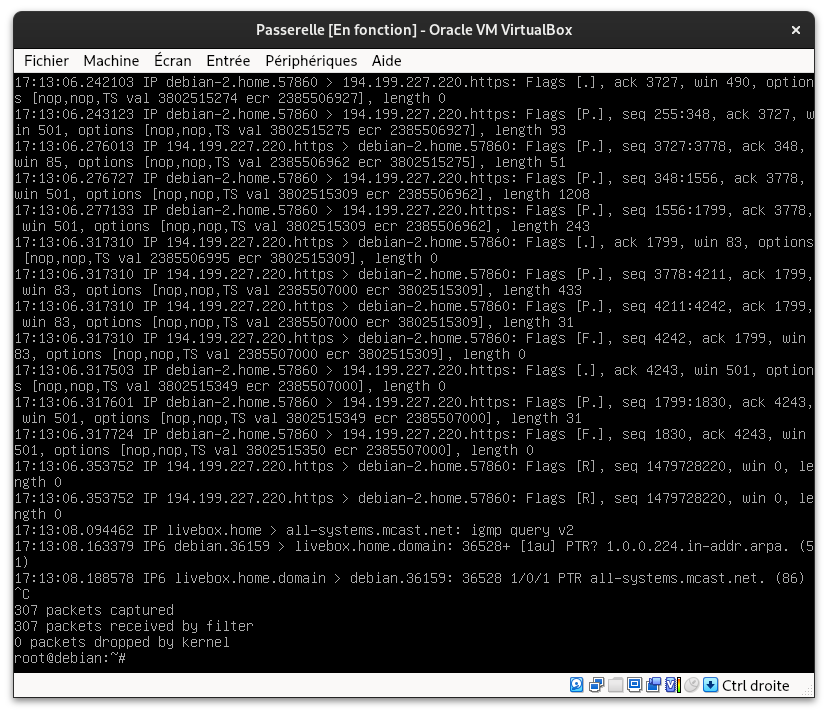 Passerelle [En fonction] - Oracle VM VirtualBox
Fichier Machine Écran Entrée Périphériques Aide
17:13:06.242103 IP debian-2.home.57860 > 194.199.227.220.https: Flags [.], ack 3727, win 490, option
s [nop,nop,TS val 3802515274 ecr 2385506927], length 0
17:13:06.243123 IP debian-2.home.57860 > 194.199.227.220.https: Flags [P.], seq 255:348, ack 3727, w
in 501, options [nop,nop,TS val 3802515275 ecr 2385506927], length 93
17:13:06.276013 IP 194.199.227.220.https > debian-2.home.57860: Flags [P.], seq 3727:3778, ack 348,
win 85, options [nop,nop,TS val 2385506962 ecr 3802515275], length 51
17:13:06.276727 IP debian-2.home.57860 > 194.199.227.220.https: Flags [P.], seq 348:1556, ack 3778,
win 501, options [nop,nop,TS val 3802515309 ecr 2385506962], length 1208
17:13:06.277133 IP debian-2.home.57860 > 194.199.227.220.https: Flags [P.], seq 1556:1799, ack 3778,
 win 501, options [nop,nop,TS val 3802515309 ecr 2385506962], length 243
17:13:06.317310 IP 194.199.227.220.https > debian-2.home.57860: Flags [.], ack 1799, win 83, options
 [nop,nop,TS val 2385506995 ecr 3802515309], length 0
17:13:06.317310 IP 194.199.227.220.https > debian-2.home.57860: Flags [P.], seq 3778:4211, ack 1799,
 win 83, options [nop,nop,TS val 2385507000 ecr 3802515309], length 433
17:13:06.317310 IP 194.199.227.220.https > debian-2.home.57860: Flags [P.], seq 4211:4242, ack 1799,
 win 83, options [nop,nop,TS val 2385507000 ecr 3802515309], length 31
17:13:06.317310 IP 194.199.227.220.https > debian-2.home.57860: Flags [F.], seq 4242, ack 1799, win
83, options [nop,nop,TS val 2385507000 ecr 3802515309], length 0
17:13:06.317503 IP debian-2.home.57860 > 194.199.227.220.https: Flags [.], ack 4243, win 501, option
s [nop,nop,TS val 3802515349 ecr 2385507000], length 0
17:13:06.317601 IP debian-2.home.57860 > 194.199.227.220.https: Flags [P.], seq 1799:1830, ack 4243,
 win 501, options [nop,nop,TS val 3802515349 ecr 2385507000], length 31
17:13:06.317724 IP debian-2.home.57860 > 194.199.227.220.https: Flags [F.], seq 1830, ack 4243, win
501, options [nop,nop,TS val 3802515350 ecr 2385507000], length 0
17:13:06.353752 IP 194.199.227.220.https > debian-2.home.57860: Flags [R], seq 1479728220, win 0, le
ngth 0
17:13:06.353752 IP 194.199.227.220.https > debian-2.home.57860: Flags [R], seq 1479728220, win 0, le
ngth 0
17:13:08.094462 IP livebox.home > all-systems.mcast.net: igmp query v2
17:13:08.163379 IP6 debian.36159 > livebox.home.domain: 36528+ [1au] PTR? 1.0.0.224.in-addr.arpa. (5
1)
17:13:08.188578 IP6 livebox.home.domain > debian.36159: 36528 1/0/1 PTR all-systems.mcast.net. (86)
^C
307 packets captured
307 packets received by filter
0 packets dropped by kernel
root@debian:~#
Ctrl droite